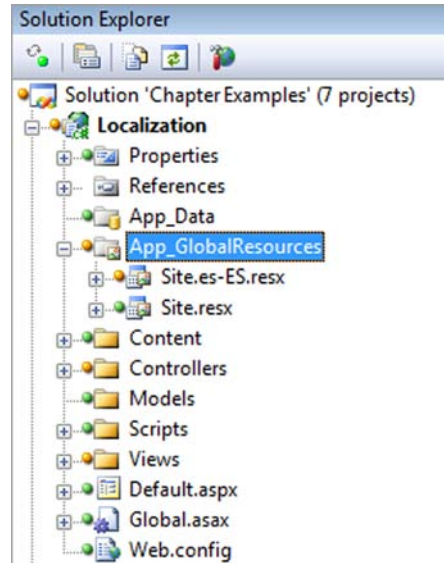 Solution Explorer
Solution 'Chapter Examples' (7 projects)
Localization
Properties
References
App_Data
App_GlobalResources
Site.es-ES.resx
Site.resx
Content
Controllers
Models
Scripts
Views
Default.aspx
Global.asax
Web.config